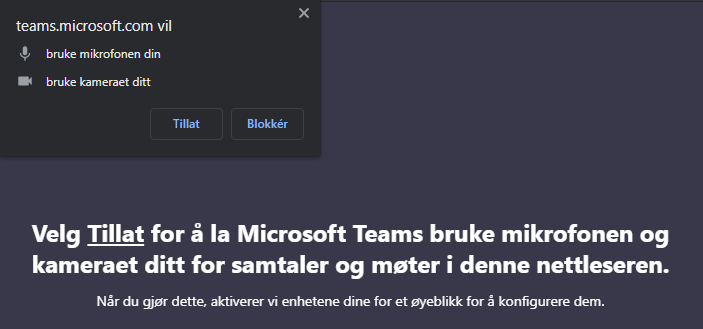 teams.microsoft.com vil
bruke mikrofonen din
bruke kameraet ditt
Tillat
Blokkér
Velg Tillat for å la Microsoft Teams bruke mikrofonen og
kameraet ditt for samtaler og møter i denne nettleseren.
Når du gjør dette, aktiverer vi enhetene dine for et øyeblikk for å konfigurere dem.